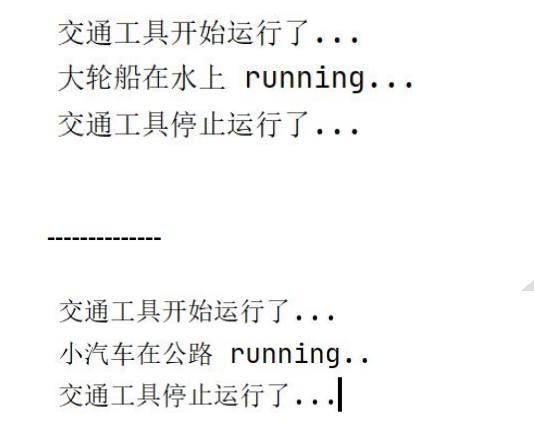 交通工具开始运行了...
大轮船在水上 running...
交通工具停止运行了...
--------------
交通工具开始运行了...
小汽车在公路 running..
交通工具停止运行了...